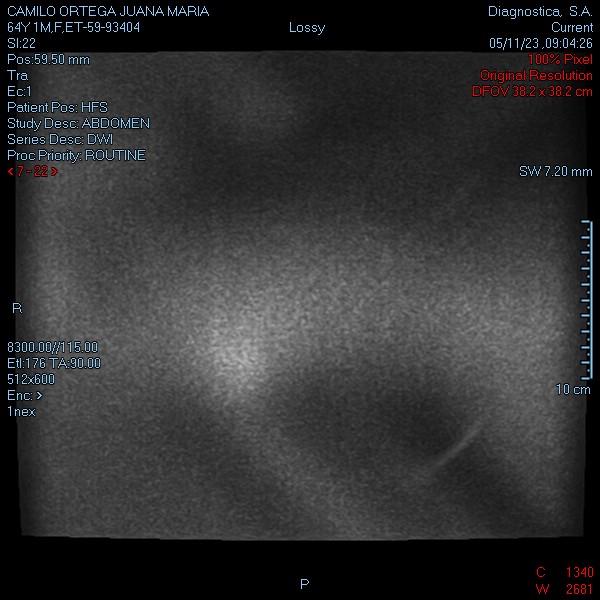 CAMILO ORTEGA JUANA MARIA
64Y 1M,F,ET-59-93404
Sl:22
Pos:59.50 mm
Tra
Ec:1
Patient Pos: HFS
Study Desc: ABDOMEN
Series Desc: DWI
Proc Priority: ROUTINE
< 7 - 22 >
Lossy
Diagnostica, S.A.
Current
05/11/23 ,09:04:26
100% Pixel
Original Resolution
DFOV 38.2 x 38.2 cm
SW 7.20 mm
R
8300.00//115.00
Etl:176 TA:90.00
512x600
Enc: >
1nex
10 cm
P
C 1340
W 2681